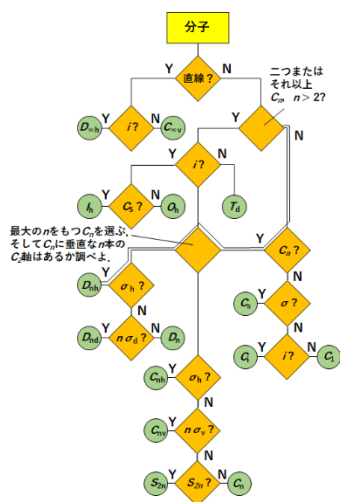 分子
Y 直線? N
二つまたは
それ以上
Cn, n > 2?
D∞h Y i? N C∞v
Y N
Y i? N
Ih Y C5? N Oh
Td
最大のnをもつCnを選ぶ.
そしてCnに垂直なn本の
C2軸はあるか調べよ.
Y N
Y Cn? N
Dnh Y σh?
N
Cs Y σ?
N
Dnd Y nσd? N Dn
Ci Y i? N C1
Cnh Y σh?
N
Cnv Y nσv?
N
S2n Y S2n? N Cn